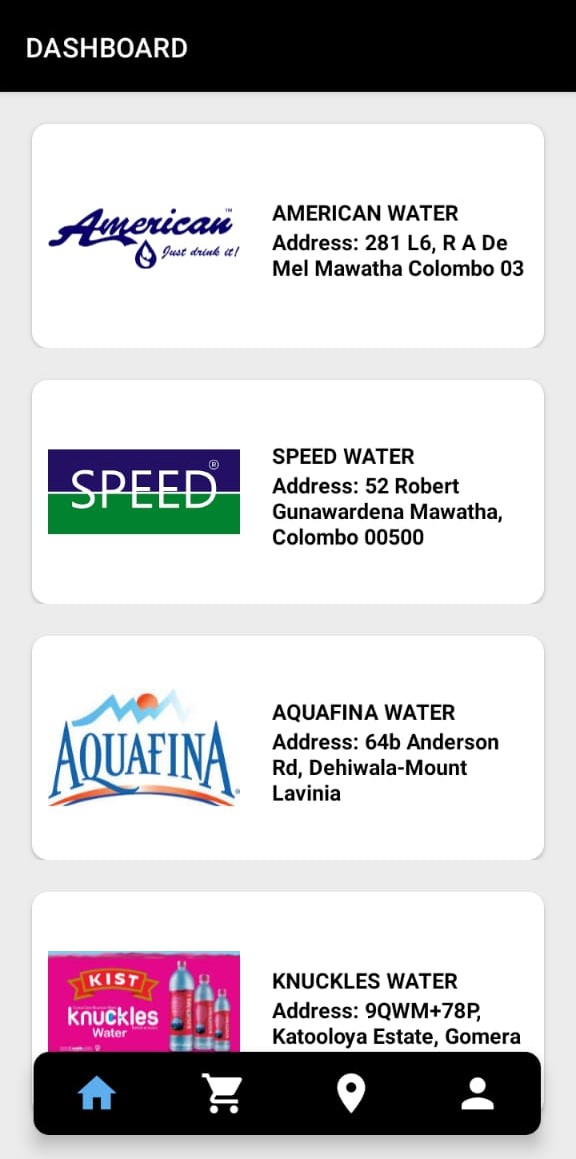 DASHBOARD
American™
Just drink it!
AMERICAN WATER
Address: 281 L6, R A De
Mel Mawatha Colombo 03
SPEED®
SPEED WATER
Address: 52 Robert
Gunawardena Mawatha,
Colombo 00500
AQUAFINA
AQUAFINA WATER
Address: 64b Anderson
Rd, Dehiwala-Mount
Lavinia
KIST
knuckles
Water
KNUCKLES WATER
Address: 9QWM+78P,
Katooloya Estate, Gomera